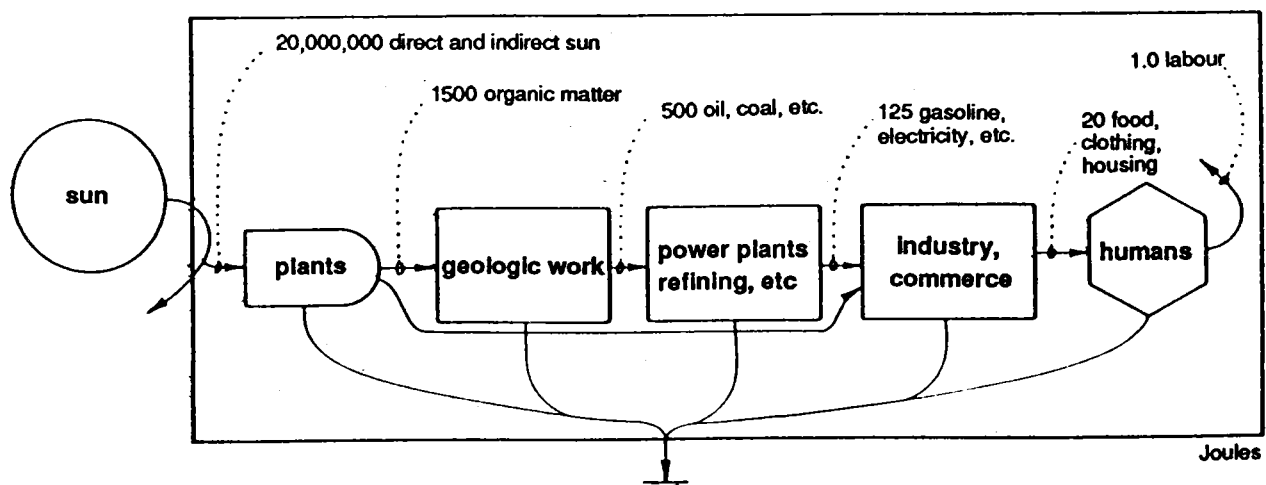 20,000,000 direct and indirect sun
1500 organic matter
500 oil, coal, etc.
125 gasoline,
electricity, etc.
20 food,
clothing,
housing
1.0 labour
sun
plants
geologic work
power plants
refining, etc
industry,
commerce
humans
Joules